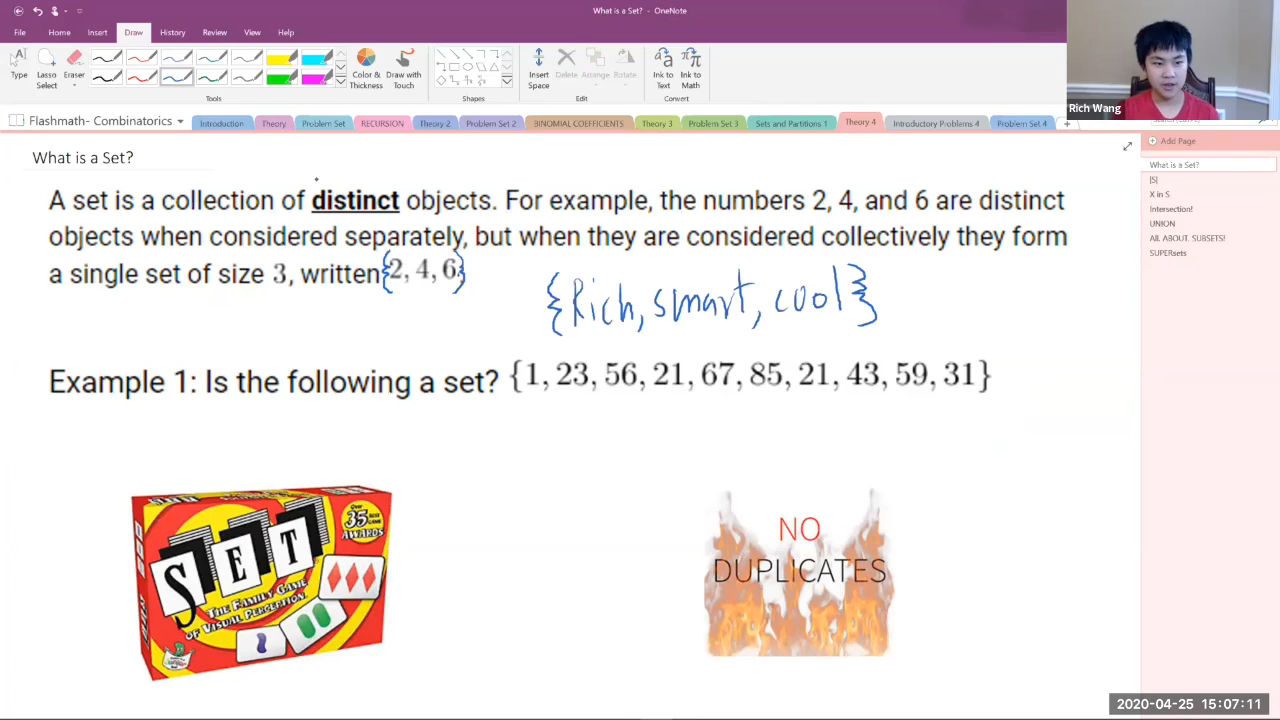 What is a Set? - OneNote
File Home Insert Draw History Review View Help
Type Lasso Select Eraser Color & Thickness Draw with Touch Insert Space Delete Arrange Rotate Ink to Text Ink to Math
Tools Shapes Edit Convert
Rich Wang
Flashmath- Combinatorics Introduction Theory Problem Set RECURSION Theory 2 Problem Set 2 BINOMIAL COEFFICIENTS Theory 3 Problem Set 3 Sets and Partitions 1 Theory 4 Introductory Problems 4 Problem Set 4
Add Page
What is a Set?
|S|
X in S
Intersection!
UNION
All. ABOUT. SUBSETS!
SUPERsets
What is a Set?
A set is a collection of distinct objects. For example, the numbers 2, 4, and 6 are distinct
objects when considered separately, but when they are considered collectively they form
a single set of size 3, written {2, 4, 6}
{Rich, smart, cool}
Example 1: Is the following a set? {1, 23, 56, 21, 67, 85, 21, 43, 59, 31}
Over 35 BEST GAME AWARDS
SET
THE FAMILY GAME
OF VISUAL PERCEPTION
NO
DUPLICATES
2020-04-25 15:07:11